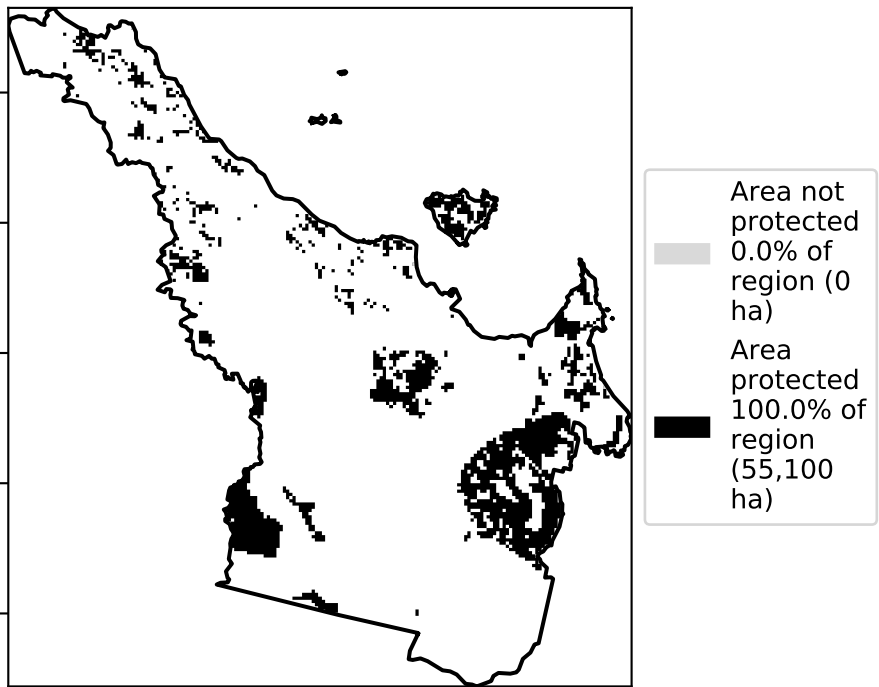 Area not
protected
0.0% of
region (0
ha)
Area
protected
100.0% of
region
(55,100
ha)